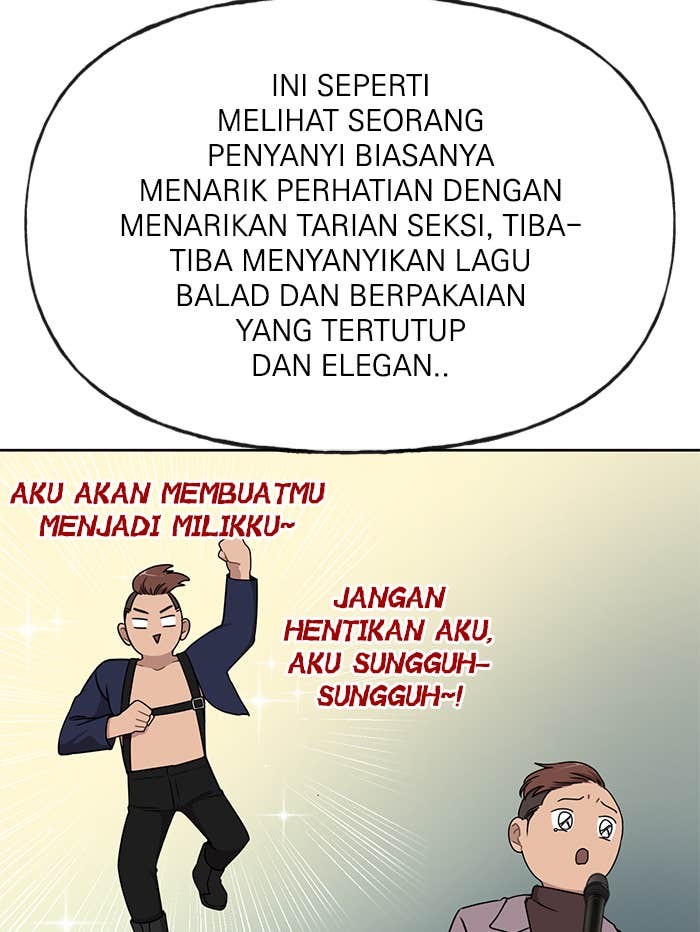 INI SEPERTI
MELIHAT SEORANG
PENYANYI BIASANYA
MENARIK PERHATIAN DENGAN
MENARIKAN TARIAN SEKSI, TIBA-
TIBA MENYANYIKAN LAGU
BALAD DAN BERPAKAIAN
YANG TERTUTUP
DAN ELEGAN..
AKU AKAN MEMBUATMU
MENJADI MILIKKU~
JANGAN
HENTIKAN AKU,
AKU SUNGGUH-
SUNGGUH~!